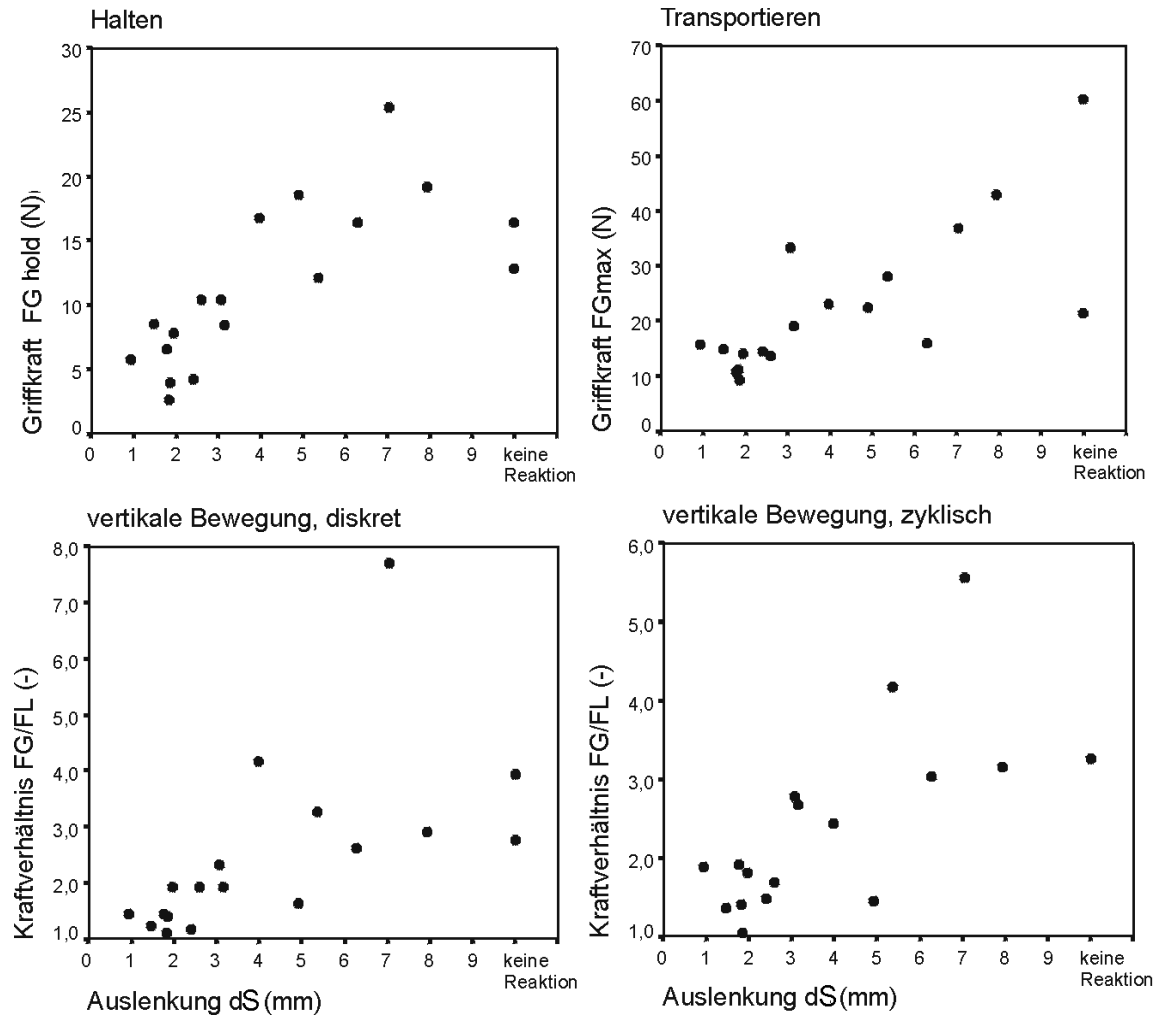 Halten
30
25
20
15
10
5
0
Griffkraft FG hold (N)
0 1 2 3 4 5 6 7 8 9 keine
Reaktion
Transportieren
70
60
50
40
30
20
10
0
Griffkraft FGmax (N)
0 1 2 3 4 5 6 7 8 9 keine
Reaktion
vertikale Bewegung, diskret
8,0
7,0
6,0
5,0
4,0
3,0
2,0
1,0
Kraftverhältnis FG/FL (-)
0 1 2 3 4 5 6 7 8 9 keine
Reaktion
Auslenkung dS (mm)
vertikale Bewegung, zyklisch
6,0
5,0
4,0
3,0
2,0
1,0
Kraftverhältnis FG/FL (-)
0 1 2 3 4 5 6 7 8 9 keine
Reaktion
Auslenkung dS (mm)